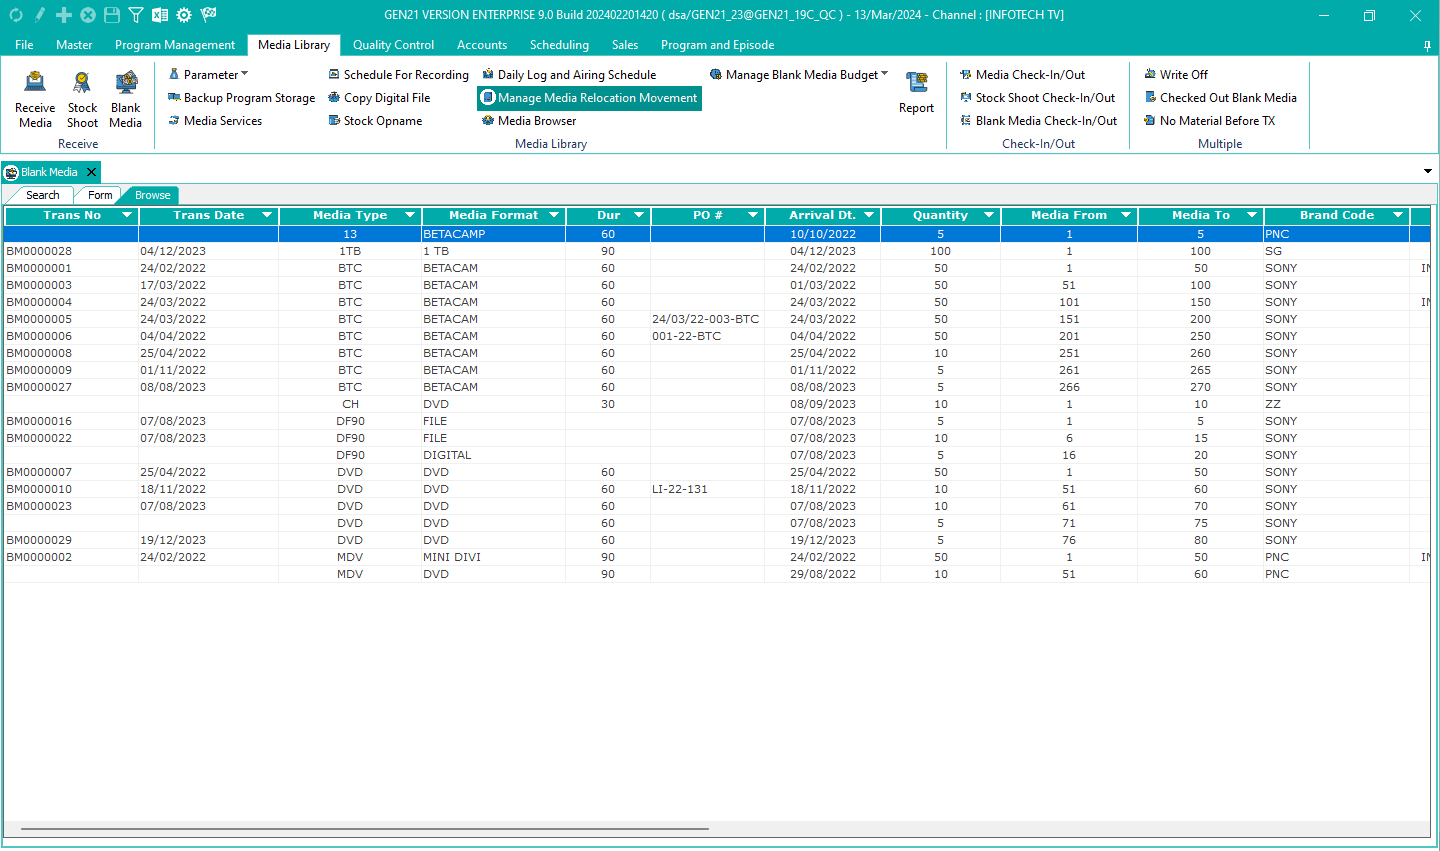 GEN21 VERSION ENTERPRISE 9.0 Build 202402201420 ( dsa/GEN21_23@GEN21_19C_QC ) - 13/Mar/2024 - Channel : [INFOTECH TV]
File Master Program Management Media Library Quality Control Accounts Scheduling Sales Program and Episode
Receive Media
Stock Shoot
Blank Media
Receive
Parameter Schedule For Recording Daily Log and Airing Schedule Manage Blank Media Budget
Backup Program Storage Copy Digital File Manage Media Relocation Movement
Media Services Stock Opname Media Browser
Report
Media Library
Media Check-In/Out
Stock Shoot Check-In/Out
Blank Media Check-In/Out
Check-In/Out
Write Off
Checked Out Blank Media
No Material Before TX
Multiple
Blank Media
Search Form Browse
Trans No Trans Date Media Type Media Format Dur PO # Arrival Dt. Quantity Media From Media To Brand Code
13 BETACAMP 60 10/10/2022 5 1 5 PNC
BM0000028 04/12/2023 1TB 1 TB 90 04/12/2023 100 1 100 SG
BM0000001 24/02/2022 BTC BETACAM 60 24/02/2022 50 1 50 SONY
BM0000003 17/03/2022 BTC BETACAM 60 01/03/2022 50 51 100 SONY
BM0000004 24/03/2022 BTC BETACAM 60 24/03/2022 50 101 150 SONY
BM0000005 24/03/2022 BTC BETACAM 60 24/03/22-003-BTC 24/03/2022 50 151 200 SONY
BM0000006 04/04/2022 BTC BETACAM 60 001-22-BTC 04/04/2022 50 201 250 SONY
BM0000008 25/04/2022 BTC BETACAM 60 25/04/2022 10 251 260 SONY
BM0000009 01/11/2022 BTC BETACAM 60 01/11/2022 5 261 265 SONY
BM0000027 08/08/2023 BTC BETACAM 60 08/08/2023 5 266 270 SONY
CH DVD 30 08/09/2023 10 1 10 ZZ
BM0000016 07/08/2023 DF90 FILE 07/08/2023 5 1 5 SONY
BM0000022 07/08/2023 DF90 FILE 07/08/2023 10 6 15 SONY
DF90 DIGITAL 07/08/2023 5 16 20 SONY
BM0000007 25/04/2022 DVD DVD 60 25/04/2022 50 1 50 SONY
BM0000010 18/11/2022 DVD DVD 60 LI-22-131 18/11/2022 10 51 60 SONY
BM0000023 07/08/2023 DVD DVD 60 07/08/2023 10 61 70 SONY
DVD DVD 60 07/08/2023 5 71 75 SONY
BM0000029 19/12/2023 DVD DVD 60 19/12/2023 5 76 80 SONY
BM0000002 24/02/2022 MDV MINI DIVI 90 24/02/2022 50 1 50 PNC
MDV DVD 90 29/08/2022 10 51 60 PNC